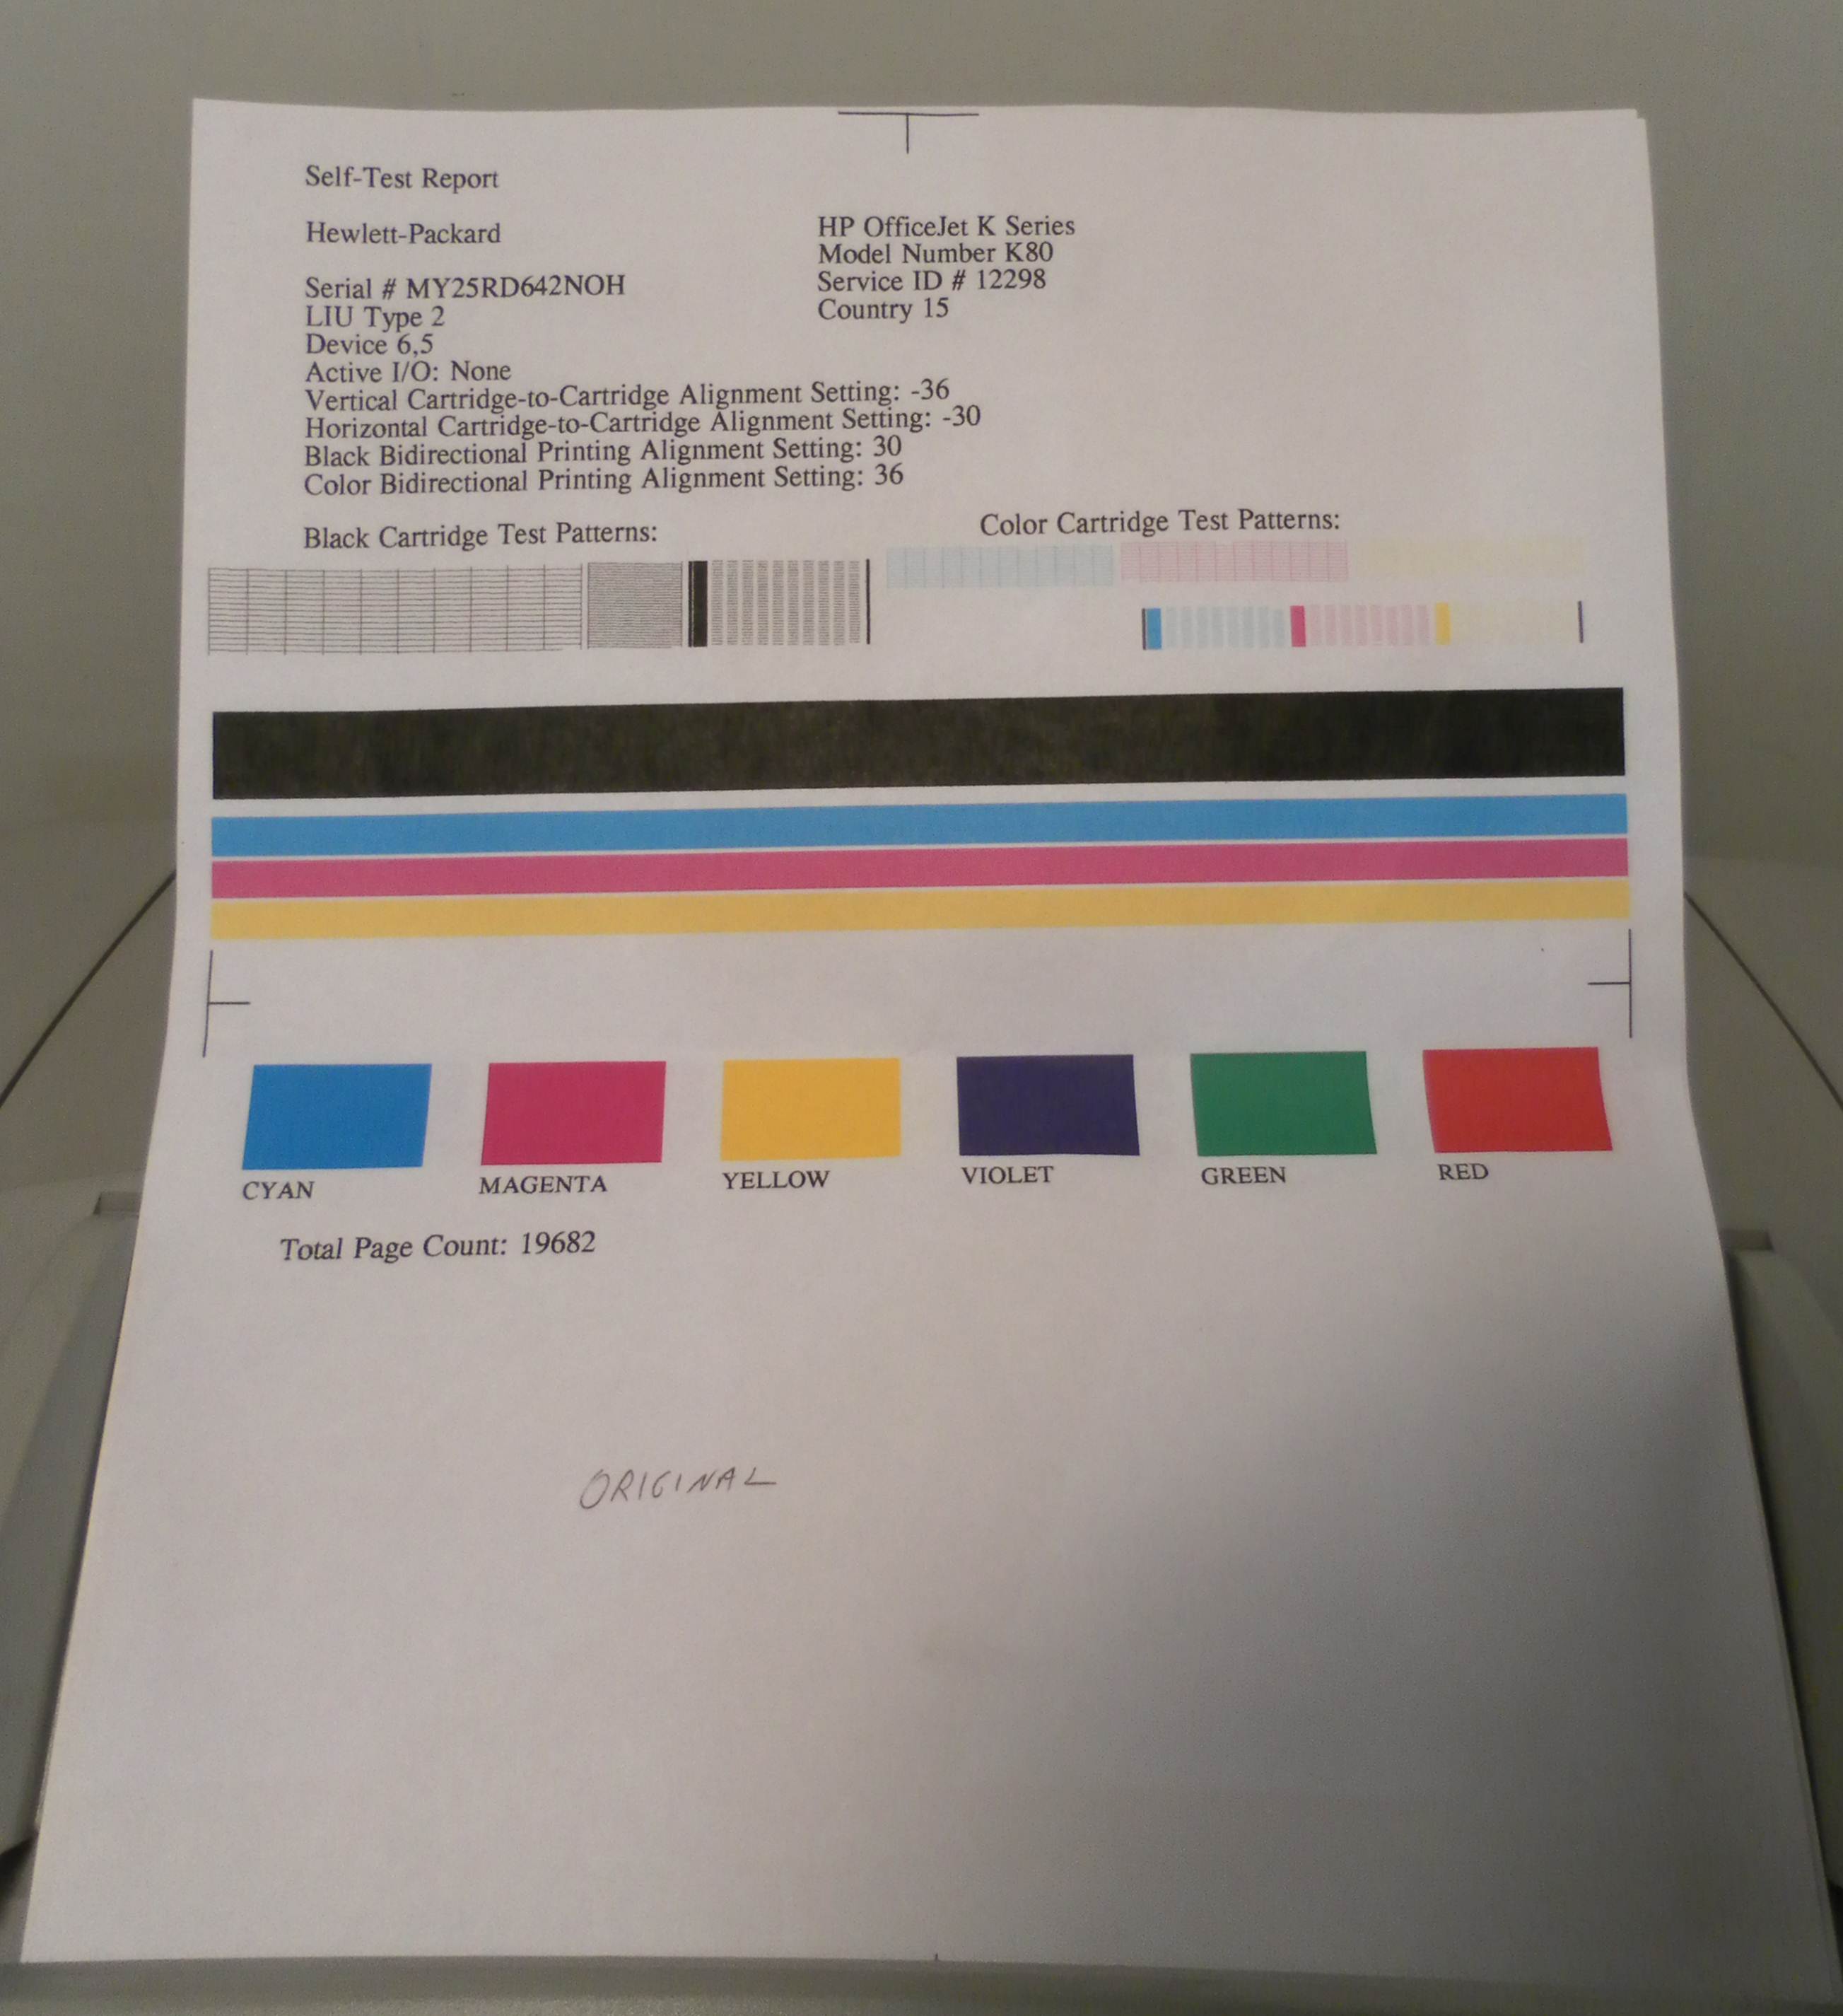 Self-Test Report
Hewlett-Packard
HP OfficeJet K Series
Model Number K80
Service ID # 12298
Country 15
Serial # MY25RD642NOH
LIU Type 2
Device 6,5
Active I/O: None
Vertical Cartridge-to-Cartridge Alignment Setting: -36
Horizontal Cartridge-to-Cartridge Alignment Setting: -30
Black Bidirectional Printing Alignment Setting: 30
Color Bidirectional Printing Alignment Setting: 36
Black Cartridge Test Patterns:
Color Cartridge Test Patterns:
CYAN MAGENTA YELLOW VIOLET GREEN RED
Total Page Count: 19682
ORIGINAL